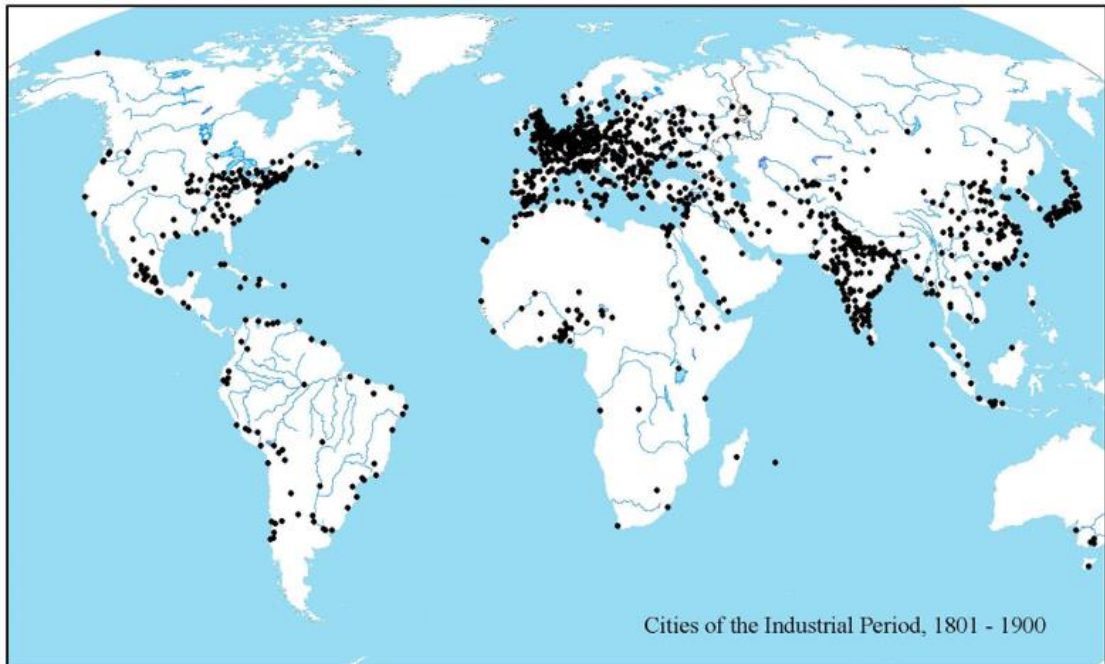 Cities of the Industrial Period, 1801 - 1900